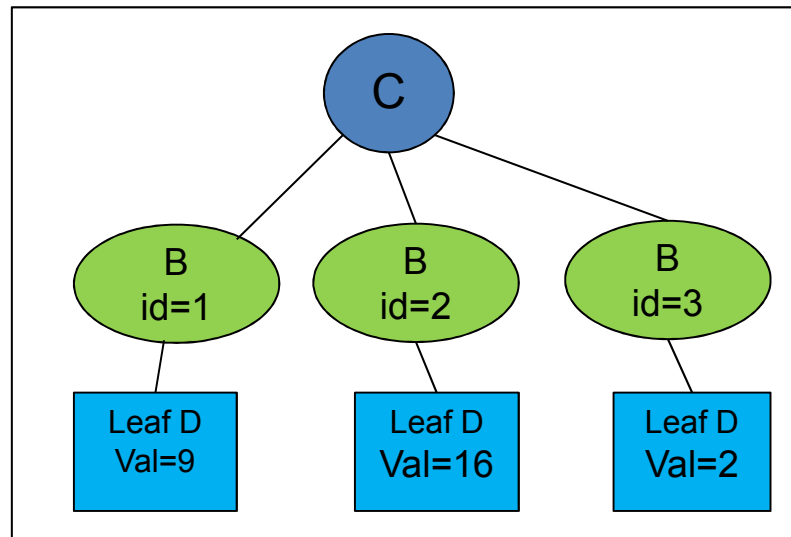 C
B
id=1
B
id=2
B
id=3
Leaf D
Val=9
Leaf D
Val=16
Leaf D
Val=2